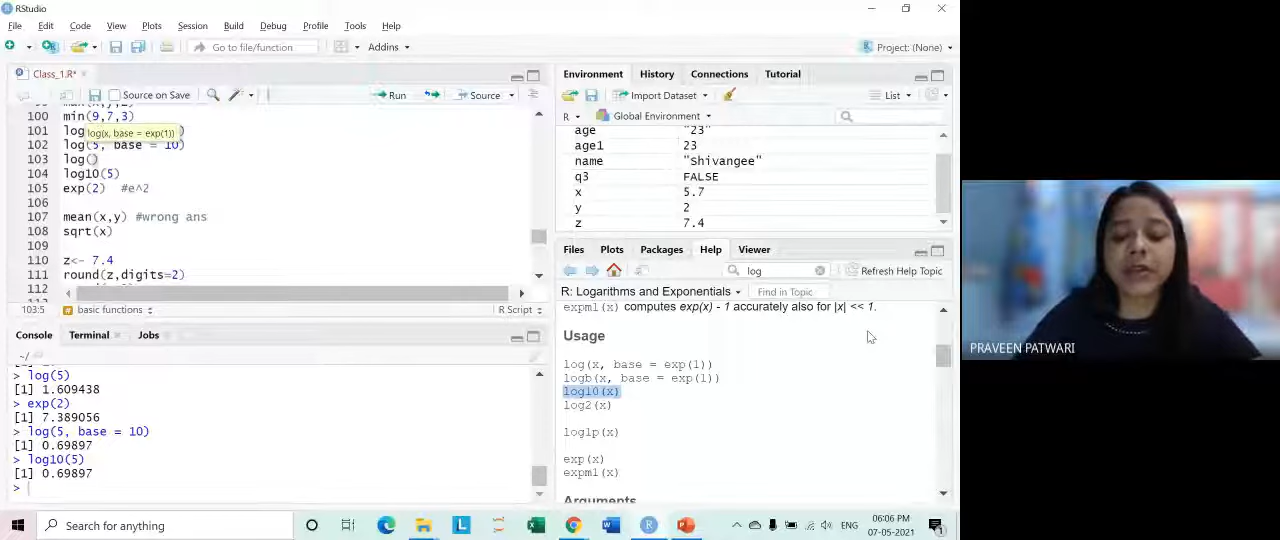 RStudio
File Edit Code View Plots Session Build Debug Profile Tools Help
Go to file/function
Addins
Project: (None)
Class_1.R*
Source on Save
Run
Source
100 min(9,7,3)
101 log
log(x, base = exp(1))
102 log(5, base = 10)
103 log()
104 log10(5)
105 exp(2) #e^2
106
107 mean(x,y) #wrong ans
108 sqrt(x)
109
110 z<- 7.4
111 round(z,digits=2)
112
103:5
basic functions
R Script
Console Terminal Jobs
~/
> log(5)
[1] 1.609438
> exp(2)
[1] 7.389056
> log(5, base = 10)
[1] 0.69897
> log10(5)
[1] 0.69897
>
Environment History Connections Tutorial
Import Dataset
List
R
Global Environment
age "23"
age1 23
name "Shivangee"
q3 FALSE
x 5.7
y 2
z 7.4
Files Plots Packages Help Viewer
log
Refresh Help Topic
R: Logarithms and Exponentials
Find in Topic
expm1(x) computes exp(x) - 1 accurately also for |x| << 1.
Usage
log(x, base = exp(1))
logb(x, base = exp(1))
log10(x)
log2(x)
log1p(x)
exp(x)
expm1(x)
Arguments
PRAVEEN PATWARI
Search for anything
ENG
06:06 PM
07-05-2021